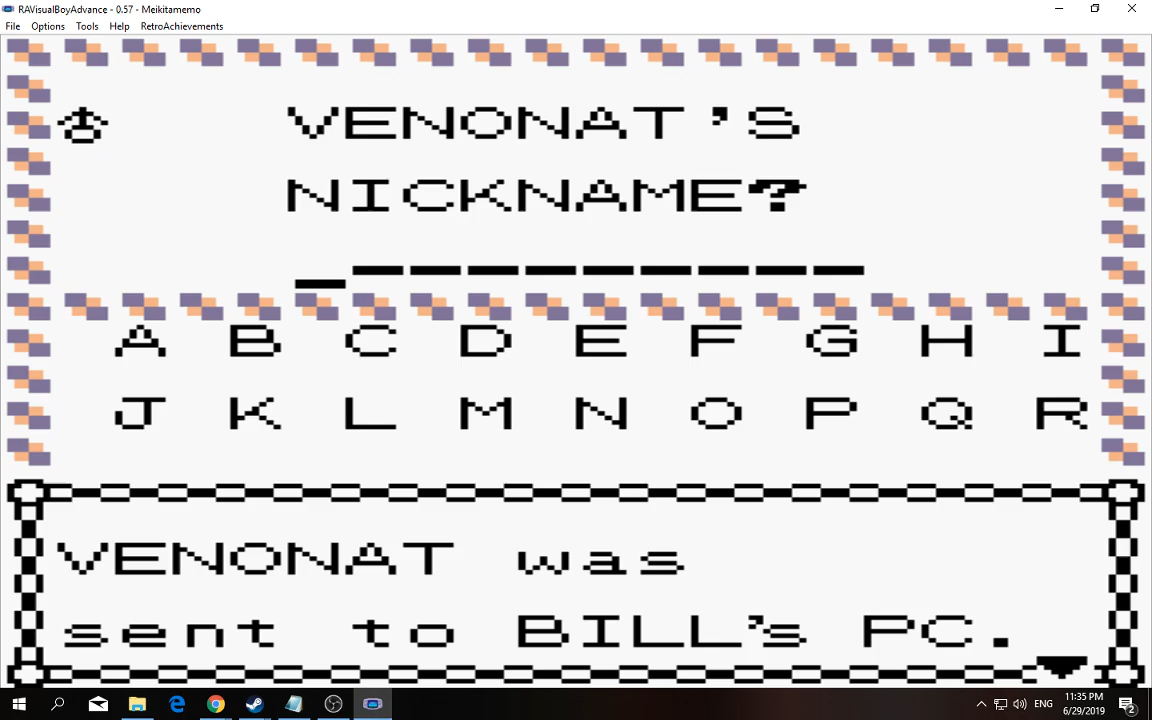 RAVisualBoyAdvance - 0.57 - Meikitamemo
File Options Tools Help RetroAchievements
VENONAT'S
NICKNAME?
A B C D E F G H I
J K L M N O P Q R
VENONAT was
sent to BILL's PC.
ENG
11:35 PM
6/29/2019
2